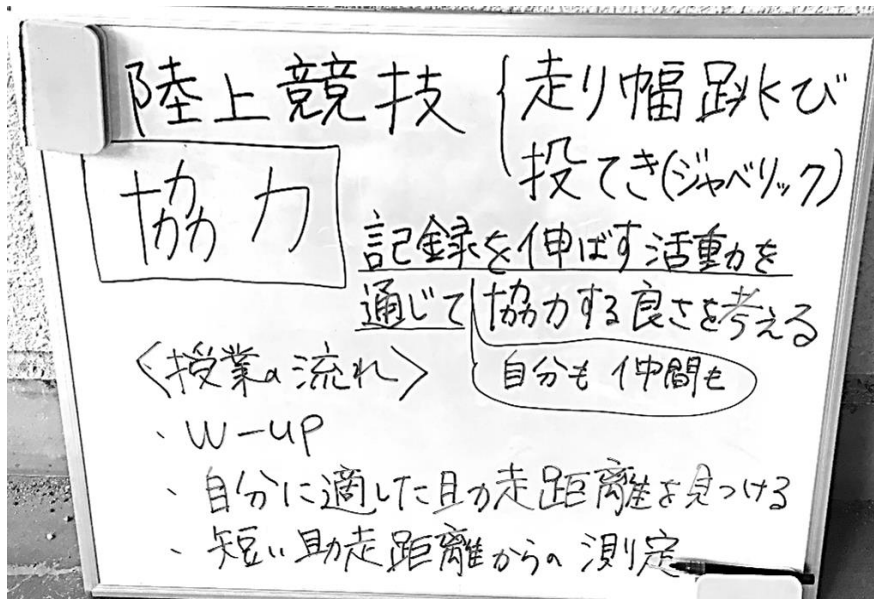 陸上競技 { 走り幅跳び
投てき(ジャベリック)
協力
記録を伸ばす活動を
通じて 協力する良さを考える
自分も仲間も
〈授業の流れ〉
・W-UP
・自分に適した助走距離を見つける
・短い助走距離からの測定